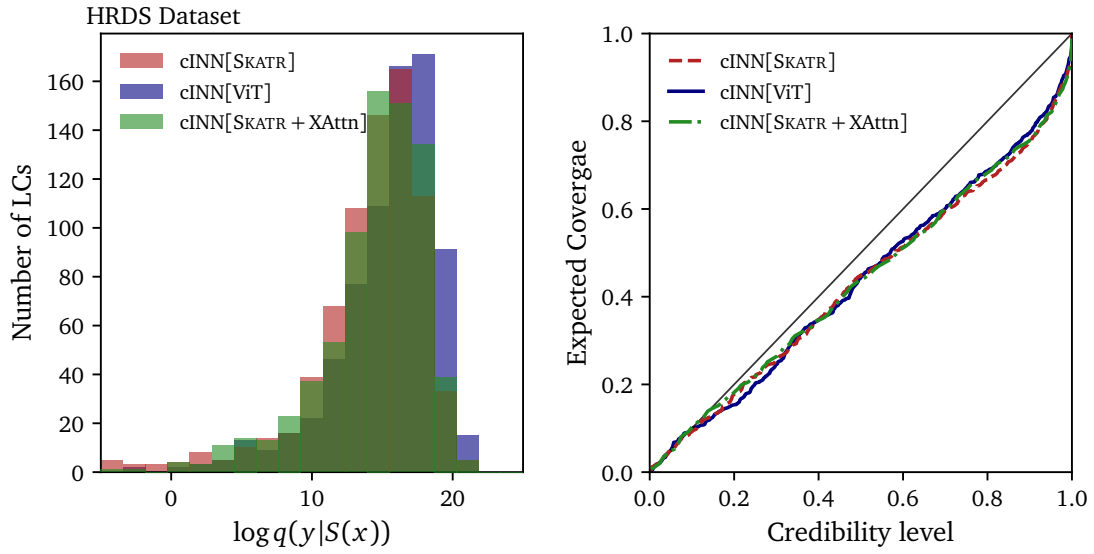 HRDS Dataset
Number of LCs
160
140
120
100
80
60
40
20
0
cINN[SKATR]
cINN[ViT]
cINN[SKATR + XAttn]
0 10 20
log q(y|S(x))
Expected Covergae
1.0
0.8
0.6
0.4
0.2
0.0
cINN[SKATR]
cINN[ViT]
cINN[SKATR + XAttn]
0.0 0.2 0.4 0.6 0.8 1.0
Credibility level